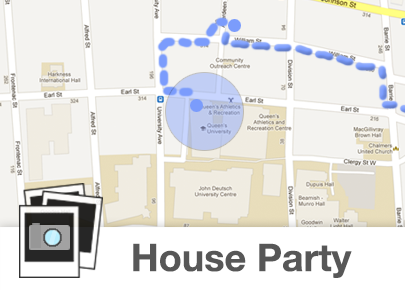 Johnson St
314
Aberdeen
Alfred St
Frontenac St
William St
William St
Barrie St
Harkness
International Hall
Community
Outreach Centre
Division St
Earl St
Earl St
Earl St
Barrie
University Ave
Queen's Athletics
& Recreation
Queen's
University
Queen's
Athletics and
Recreation Centre
MacGillivray
Brown Hall
Chalmers
United Church
Clergy St W
John Deutsch
University Centre
Dupuis Hall
Beamish -
Munro Hall
Goodwin
Walter
Light Hall
Alfred St
Division St
House Party